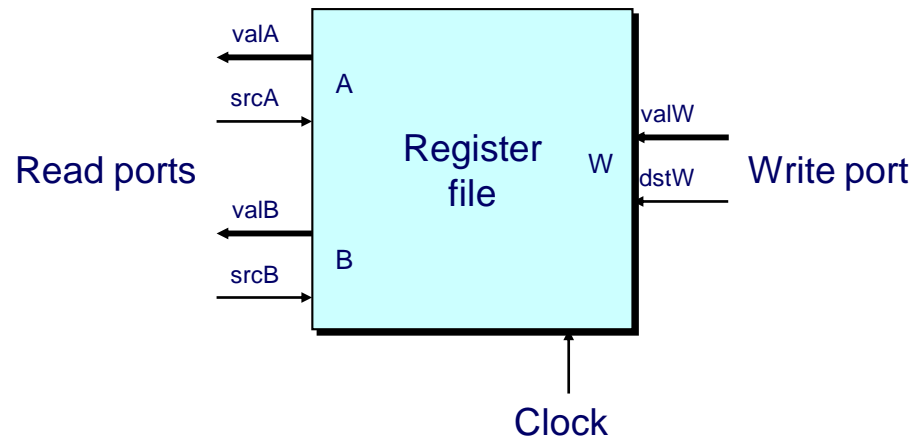 valA
A
srcA
Read ports
valB
B
srcB
Register
file
valW
W
dstW
Write port
Clock